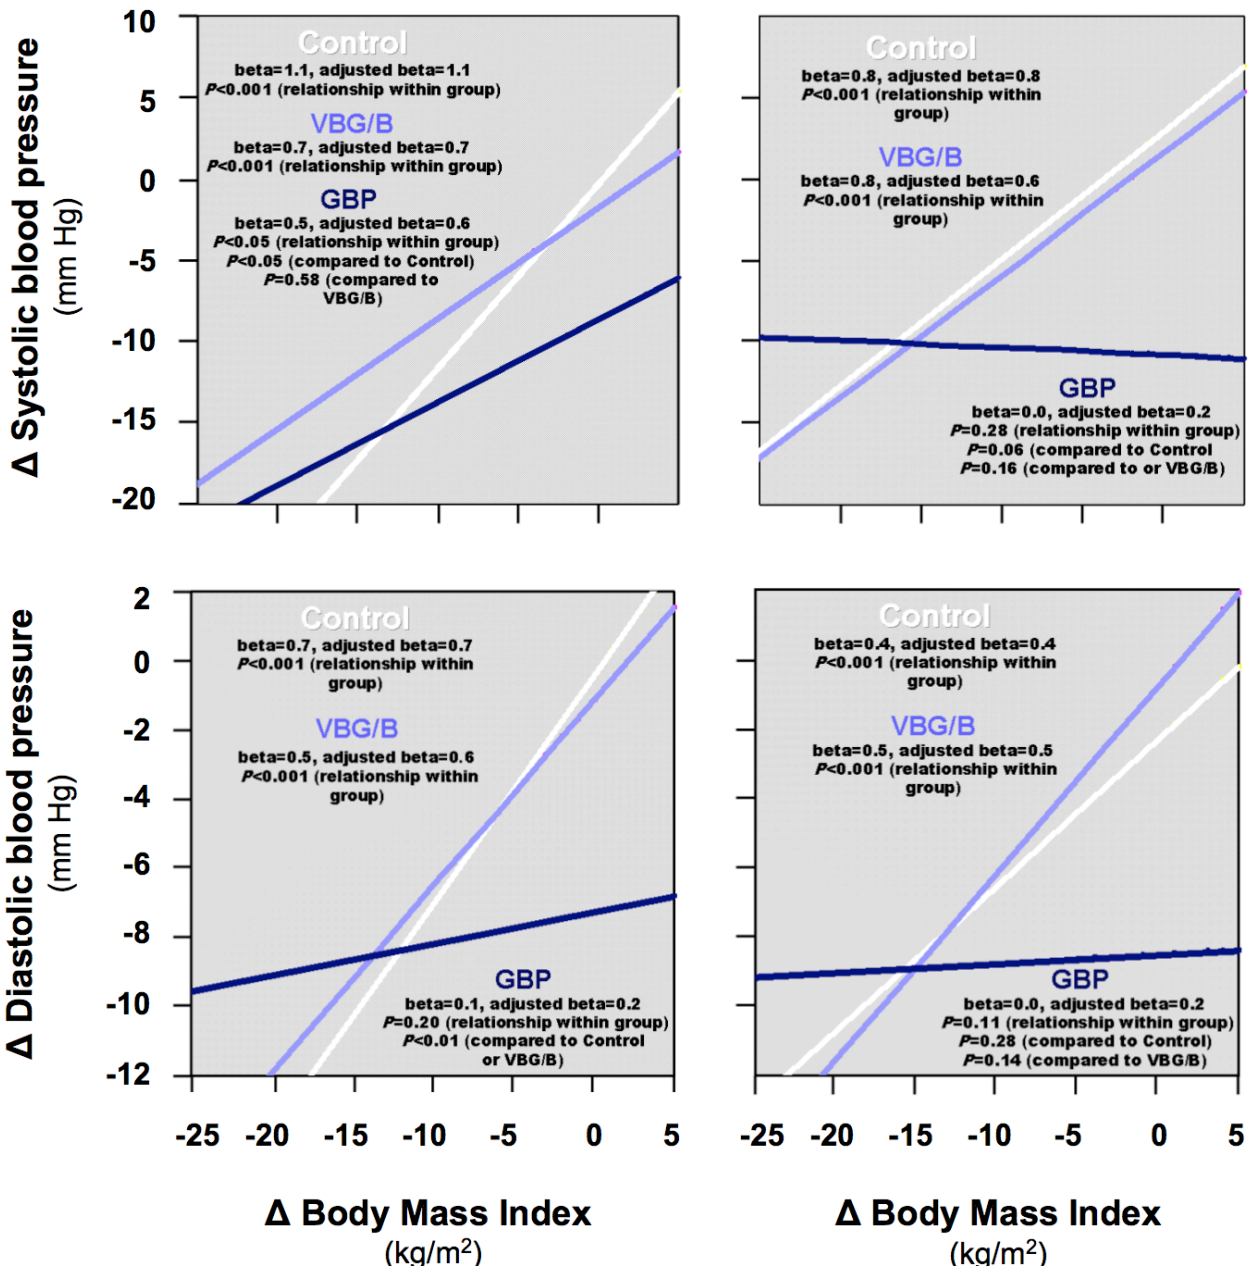 Δ Systolic blood pressure
(mm Hg)
10
5
0
-5
-10
-15
-20
Control
beta=1.1, adjusted beta=1.1
P<0.001 (relationship within group)
VBG/B
beta=0.7, adjusted beta=0.7
P<0.001 (relationship within group)
GBP
beta=0.5, adjusted beta=0.6
P<0.05 (relationship within group)
P<0.05 (compared to Control)
P=0.58 (compared to
VBG/B)
Control
beta=0.8, adjusted beta=0.8
P<0.001 (relationship within
group)
VBG/B
beta=0.8, adjusted beta=0.6
P<0.001 (relationship within
group)
GBP
beta=0.0, adjusted beta=0.2
P=0.28 (relationship within group)
P=0.06 (compared to Control
P=0.16 (compared to or VBG/B)
Δ Diastolic blood pressure
(mm Hg)
2
0
-2
-4
-6
-8
-10
-12
Control
beta=0.7, adjusted beta=0.7
P<0.001 (relationship within
group)
VBG/B
beta=0.5, adjusted beta=0.6
P<0.001 (relationship within
group)
GBP
beta=0.1, adjusted beta=0.2
P=0.20 (relationship within group)
P<0.01 (compared to Control
or VBG/B)
Control
beta=0.4, adjusted beta=0.4
P<0.001 (relationship within
group)
VBG/B
beta=0.5, adjusted beta=0.5
P<0.001 (relationship within
group)
GBP
beta=0.0, adjusted beta=0.2
P=0.11 (relationship within group)
P=0.28 (compared to Control)
P=0.14 (compared to VBG/B)
-25 -20 -15 -10 -5 0 5
-25 -20 -15 -10 -5 0 5
Δ Body Mass Index
(kg/m²)
Δ Body Mass Index
(kg/m²)